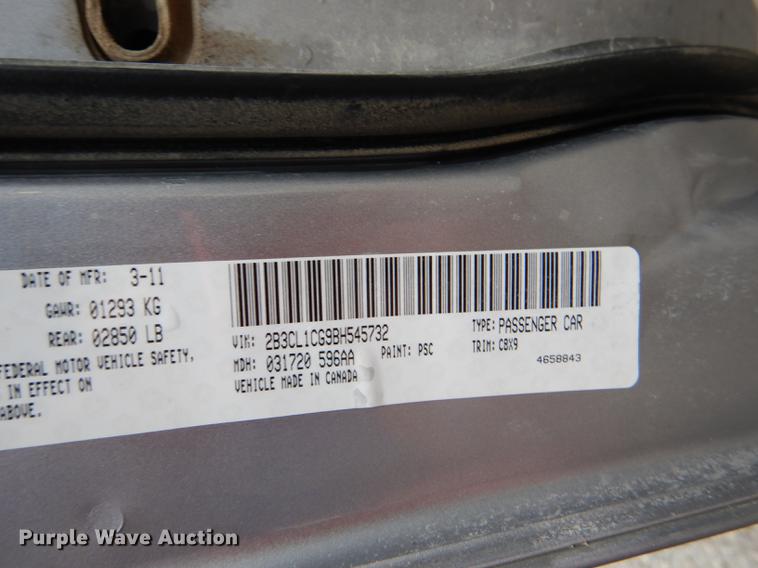 DATE OF MFR: 3-11
GAWR: 01293 KG
REAR: 02850 LB
FEDERAL MOTOR VEHICLE SAFETY,
IN EFFECT ON
ABOVE.
VIN: 2B3CL1CG9BH545732
TYPE: PASSENGER CAR
MDH: 031720 596AA
PAINT: PSC
TRIM: C8X9
VEHICLE MADE IN CANADA
4658843
Purple Wave Auction